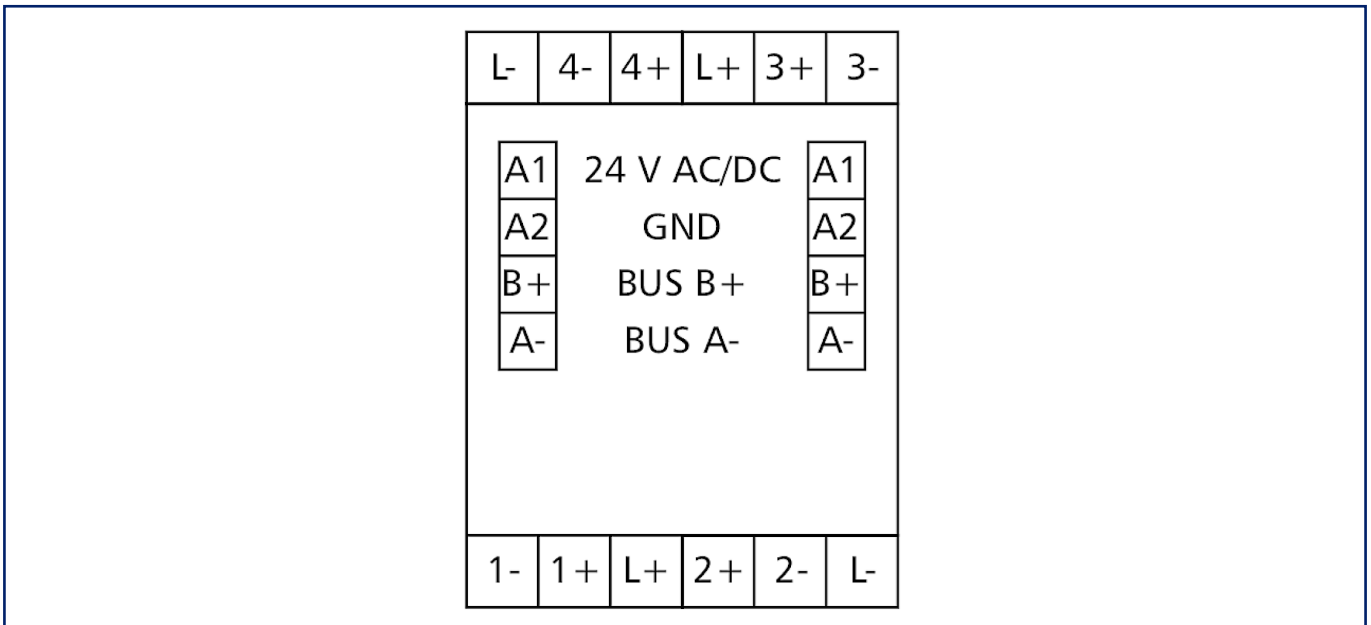 L- 4- 4+ L+ 3+ 3-
A1 24 V AC/DC A1
A2 GND A2
B+ BUS B+ B+
A- BUS A- A-
1- 1+ L+ 2+ 2- L-